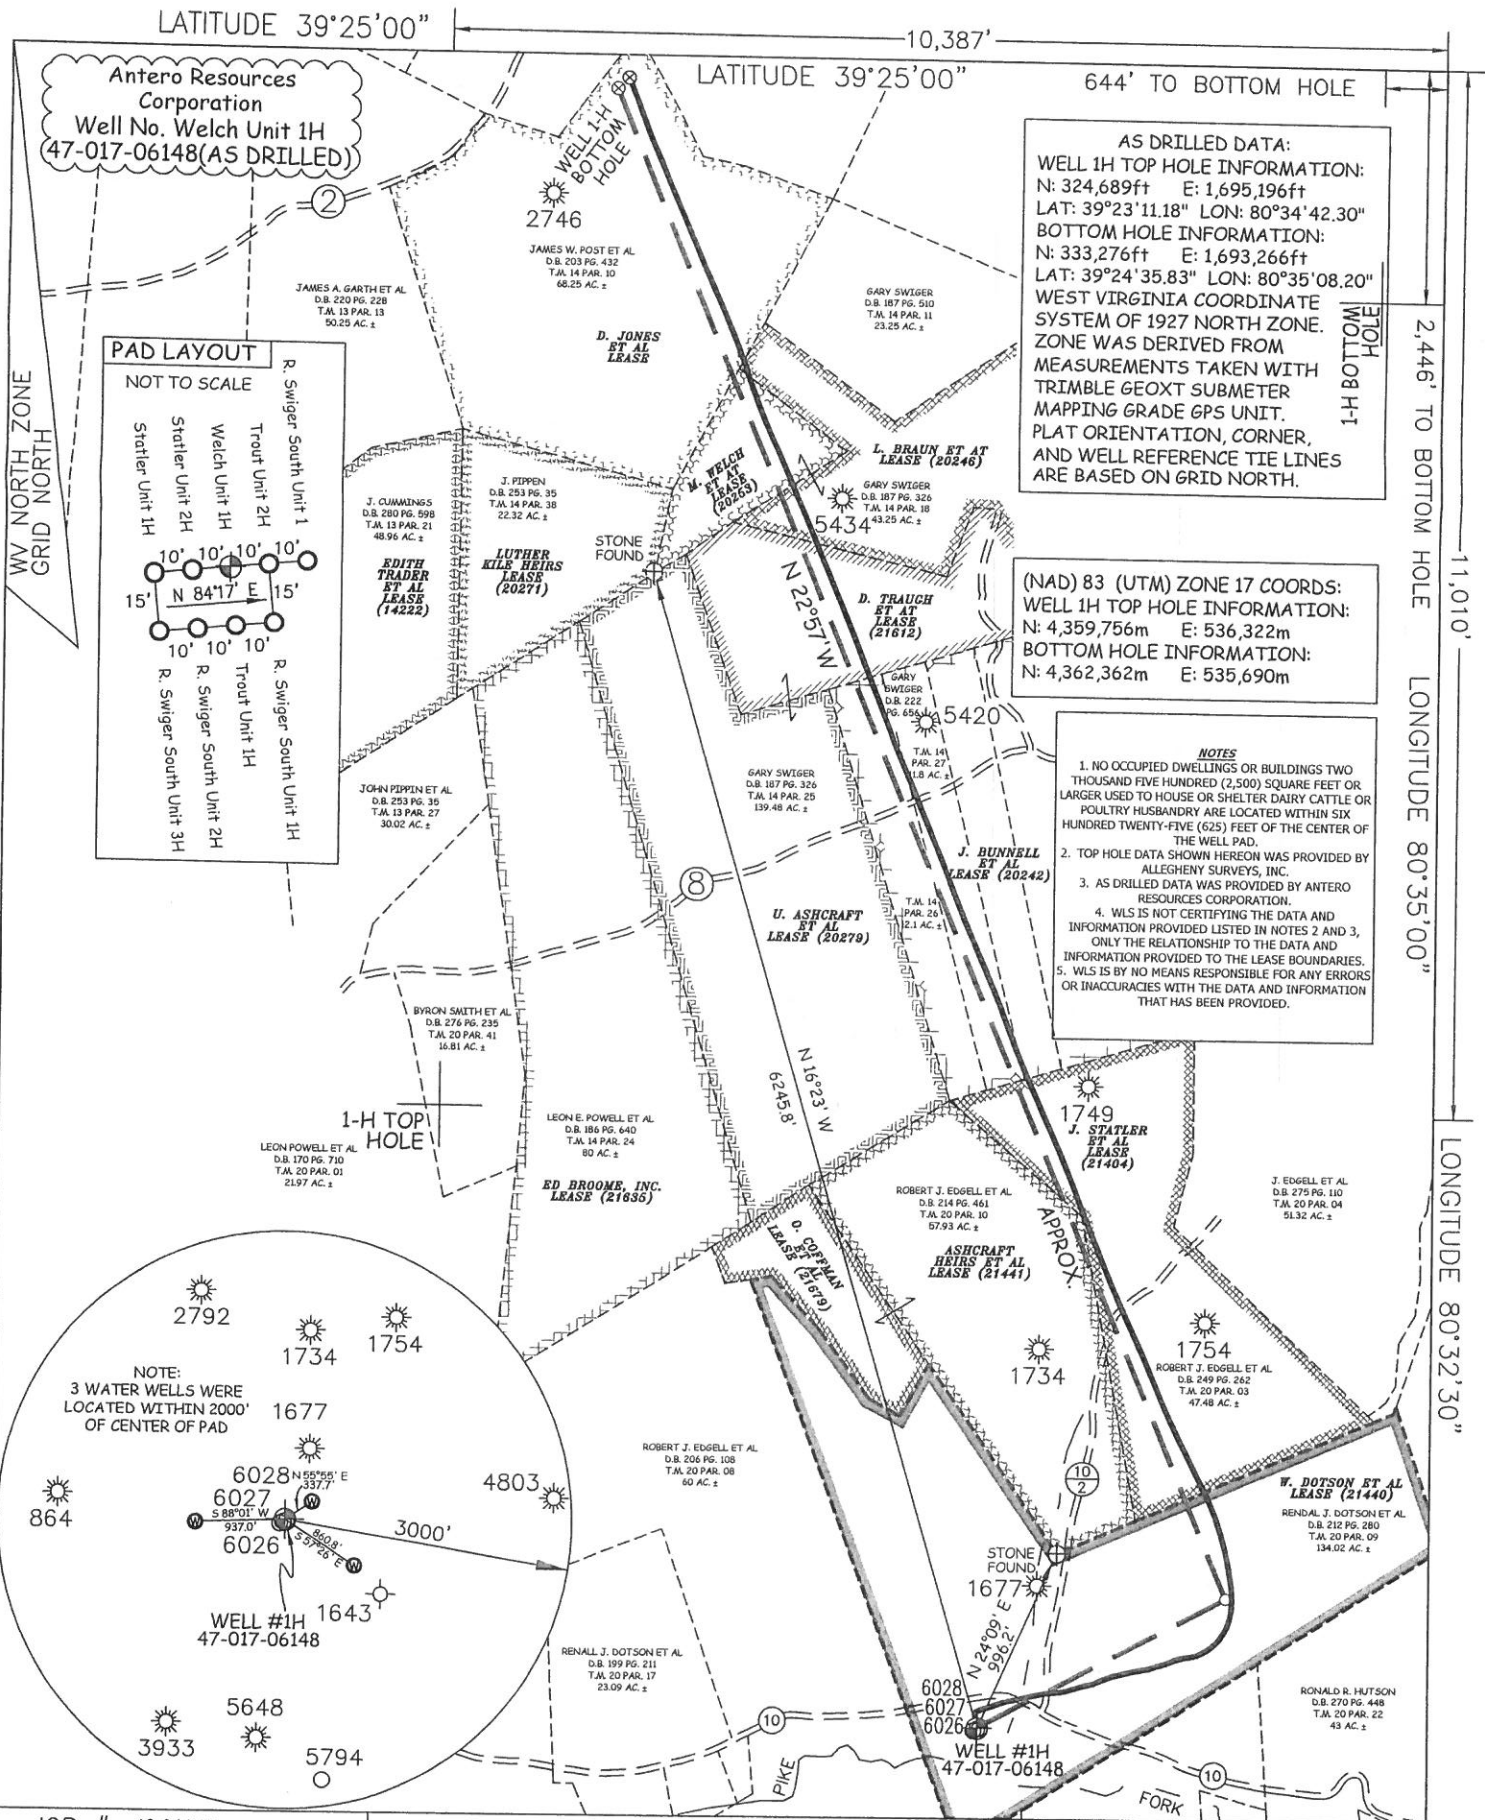 LATITUDE 39°25'00"
10,387'
LATITUDE 39°25'00"
644' TO BOTTOM HOLE
Antero Resources
Corporation
Well No. Welch Unit 1H
47-017-06148(AS DRILLED)
WV NORTH ZONE
GRID NORTH
2
WELL 1-H
BOTTOM
HOLE
2746
JAMES W. POST ET AL
D.B. 203 PG. 432
T.M. 14 PAR. 10
68.25 AC. ±
JAMES A. GARTH ET AL
D.B. 220 PG. 228
T.M. 13 PAR. 13
50.25 AC. ±
D. JONES
ET AL
LEASE
GARY SWIGER
D.B. 187 PG. 510
T.M. 14 PAR. 11
23.25 AC. ±
AS DRILLED DATA:
WELL 1H TOP HOLE INFORMATION:
N: 324,689ft E: 1,695,196ft
LAT: 39°23'11.18" LON: 80°34'42.30"
BOTTOM HOLE INFORMATION:
N: 333,276ft E: 1,693,266ft
LAT: 39°24'35.83" LON: 80°35'08.20"
WEST VIRGINIA COORDINATE
SYSTEM OF 1927 NORTH ZONE.
ZONE WAS DERIVED FROM
MEASUREMENTS TAKEN WITH
TRIMBLE GEOXT SUBMETER
MAPPING GRADE GPS UNIT.
PLAT ORIENTATION, CORNER,
AND WELL REFERENCE TIE LINES
ARE BASED ON GRID NORTH.
1-H BOTTOM
HOLE
2,446' TO BOTTOM HOLE
11,010'
LONGITUDE 80°35'00"
LONGITUDE 80°32'30"
PAD LAYOUT
NOT TO SCALE
Statler Unit 1H
Statler Unit 2H
Welch Unit 1H
Trout Unit 2H
R. Swiger South Unit 1
10' 10' 10' 10'
15' N 84°17' E 15'
10' 10' 10'
R. Swiger South Unit 3H
R. Swiger South Unit 2H
Trout Unit 1H
R. Swiger South Unit 1H
J. CUMMINGS
D.B. 280 PG. 598
T.M. 13 PAR. 21
48.96 AC. ±
EDITH
TRADER
ET AL
LEASE
(14222)
J. PIPPEN
D.B. 253 PG. 35
T.M. 14 PAR. 38
22.32 AC. ±
LUTHER
KILE HEIRS
LEASE
(20271)
STONE
FOUND
M. WELCH
ET AT
LEASE
(20263)
L. BRAUN ET AT
LEASE (20246)
GARY SWIGER
D.B. 187 PG. 326
T.M. 14 PAR. 18
43.25 AC. ±
5434
N 22°57' W
D. TRAUGH
ET AT
LEASE
(21612)
(NAD) 83 (UTM) ZONE 17 COORDS:
WELL 1H TOP HOLE INFORMATION:
N: 4,359,756m E: 536,322m
BOTTOM HOLE INFORMATION:
N: 4,362,362m E: 535,690m
GARY
SWIGER
D.B. 222
PG. 656
5420
T.M. 14
PAR. 27
11.8 AC. ±
NOTES
1. NO OCCUPIED DWELLINGS OR BUILDINGS TWO
THOUSAND FIVE HUNDRED (2,500) SQUARE FEET OR
LARGER USED TO HOUSE OR SHELTER DAIRY CATTLE OR
POULTRY HUSBANDRY ARE LOCATED WITHIN SIX
HUNDRED TWENTY-FIVE (625) FEET OF THE CENTER OF
THE WELL PAD.
2. TOP HOLE DATA SHOWN HEREON WAS PROVIDED BY
ALLEGHENY SURVEYS, INC.
3. AS DRILLED DATA WAS PROVIDED BY ANTERO
RESOURCES CORPORATION.
4. WLS IS NOT CERTIFYING THE DATA AND
INFORMATION PROVIDED LISTED IN NOTES 2 AND 3,
ONLY THE RELATIONSHIP TO THE DATA AND
INFORMATION PROVIDED TO THE LEASE BOUNDARIES.
5. WLS IS BY NO MEANS RESPONSIBLE FOR ANY ERRORS
OR INACCURACIES WITH THE DATA AND INFORMATION
THAT HAS BEEN PROVIDED.
JOHN PIPPIN ET AL
D.B. 253 PG. 35
T.M. 13 PAR. 27
30.02 AC. ±
GARY SWIGER
D.B. 187 PG. 326
T.M. 14 PAR. 25
139.48 AC. ±
8
J. BUNNELL
ET AL
LEASE (20242)
U. ASHCRAFT
ET AL
LEASE (20279)
T.M. 14
PAR. 26
2.1 AC. ±
BYRON SMITH ET AL
D.B. 276 PG. 235
T.M. 20 PAR. 41
16.81 AC. ±
1-H TOP
HOLE
N 16°23' W
6245.8'
LEON POWELL ET AL
D.B. 170 PG. 710
T.M. 20 PAR. 01
21.97 AC. ±
LEON E. POWELL ET AL
D.B. 186 PG. 640
T.M. 14 PAR. 24
80 AC. ±
ED BROOME, INC.
LEASE (21635)
1749
J. STATLER
ET AL
LEASE
(21404)
ROBERT J. EDGELL ET AL
D.B. 214 PG. 461
T.M. 20 PAR. 10
57.93 AC. ±
ASHCRAFT
HEIRS ET AL
LEASE (21441)
APPROX.
J. EDGELL ET AL
D.B. 275 PG. 110
T.M. 20 PAR. 04
51.32 AC. ±
O. COFFMAN
ET AL
LEASE (21679)
1734
1754
ROBERT J. EDGELL ET AL
D.B. 249 PG. 262
T.M. 20 PAR. 03
47.48 AC. ±
2792
1734
1754
NOTE:
3 WATER WELLS WERE
LOCATED WITHIN 2000'
OF CENTER OF PAD
1677
6028
N 55°55' E
337.7'
6027
S 88°01' W
937.0'
6026
860.8'
S 57°26' E
W
W
W
864
4803
3000'
WELL #1H
47-017-06148
1643
5648
3933
5794
ROBERT J. EDGELL ET AL
D.B. 206 PG. 108
T.M. 20 PAR. 08
60 AC. ±
10
2
W. DOTSON ET AL
LEASE (21440)
RENDAL J. DOTSON ET AL
D.B. 212 PG. 280
T.M. 20 PAR. 09
134.02 AC. ±
STONE
FOUND
1677
N 24°09' E
996.2'
RENALL J. DOTSON ET AL
D.B. 199 PG. 211
T.M. 20 PAR. 17
23.09 AC. ±
6028
6027
6026
WELL #1H
47-017-06148
10
PIKE
FORK
10
RONALD R. HUTSON
D.B. 270 PG. 448
T.M. 20 PAR. 22
43 AC. ±